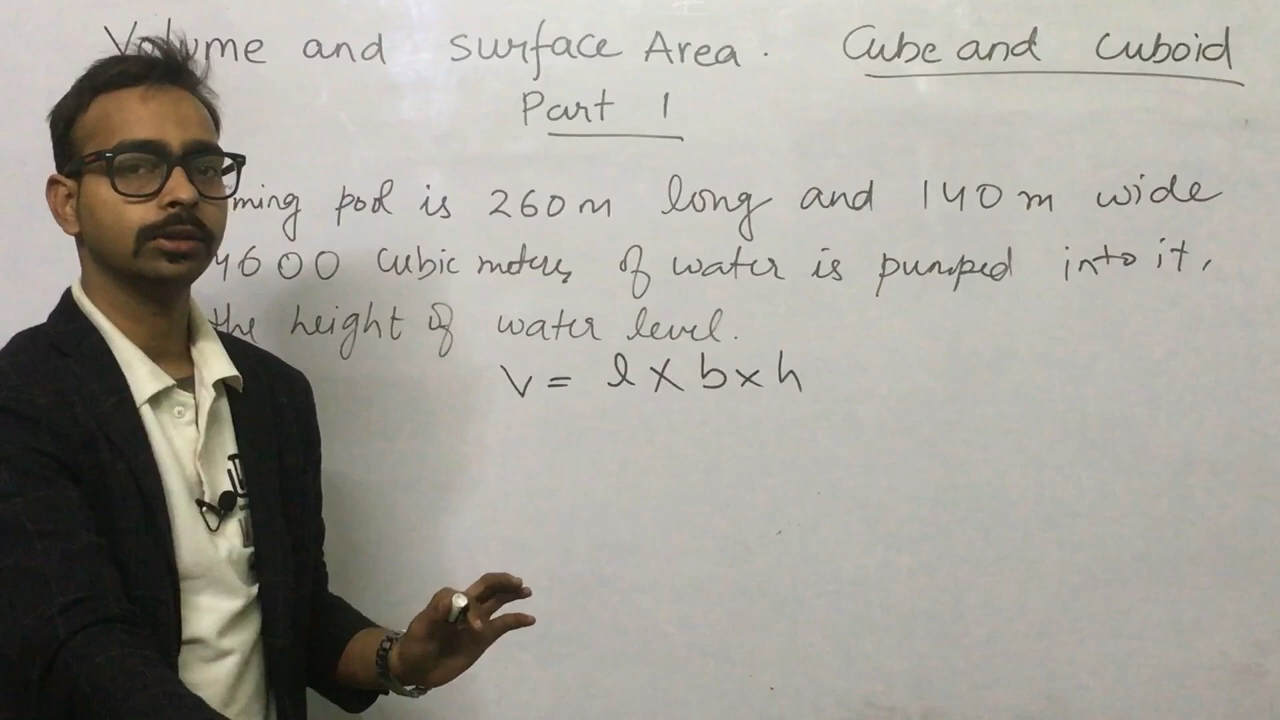 Volume and surface Area. Cube and cuboid
Part 1
ming pool is 260 m long and 140 m wide
4600 cubic meters of water is pumped into it,
the height of water level.
V = l × b × h